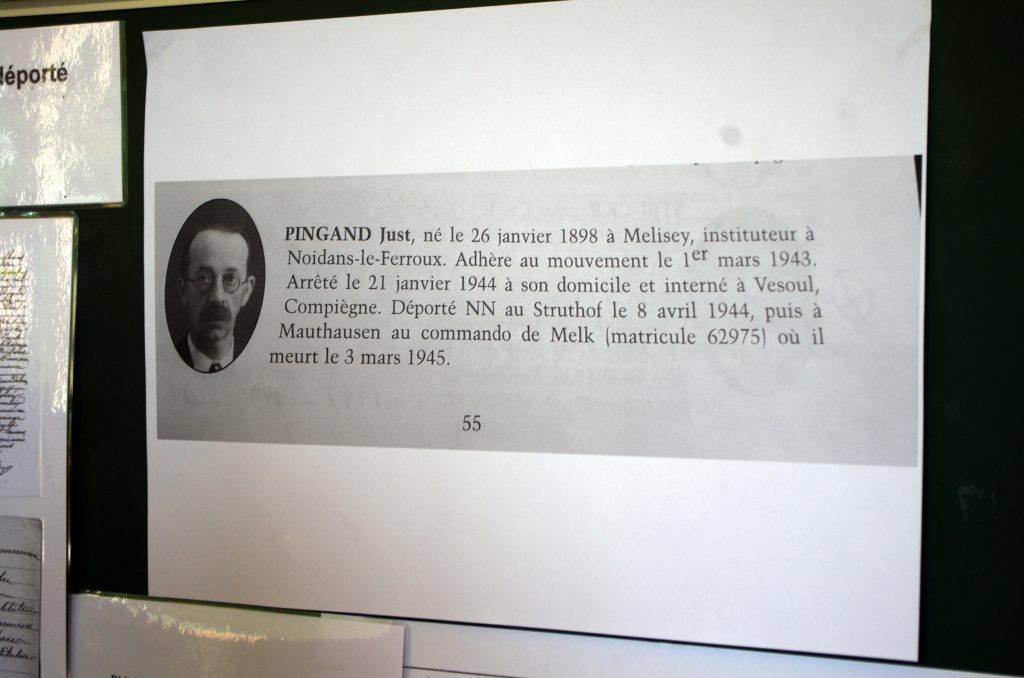 déporté
PINGAND Just, né le 26 janvier 1898 à Melisey, instituteur à
Noidans-le-Ferroux. Adhère au mouvement le 1er mars 1943.
Arrêté le 21 janvier 1944 à son domicile et interné à Vesoul,
Compiègne. Déporté NN au Struthof le 8 avril 1944, puis à
Mauthausen au commando de Melk (matricule 62975) où il
meurt le 3 mars 1945.
55